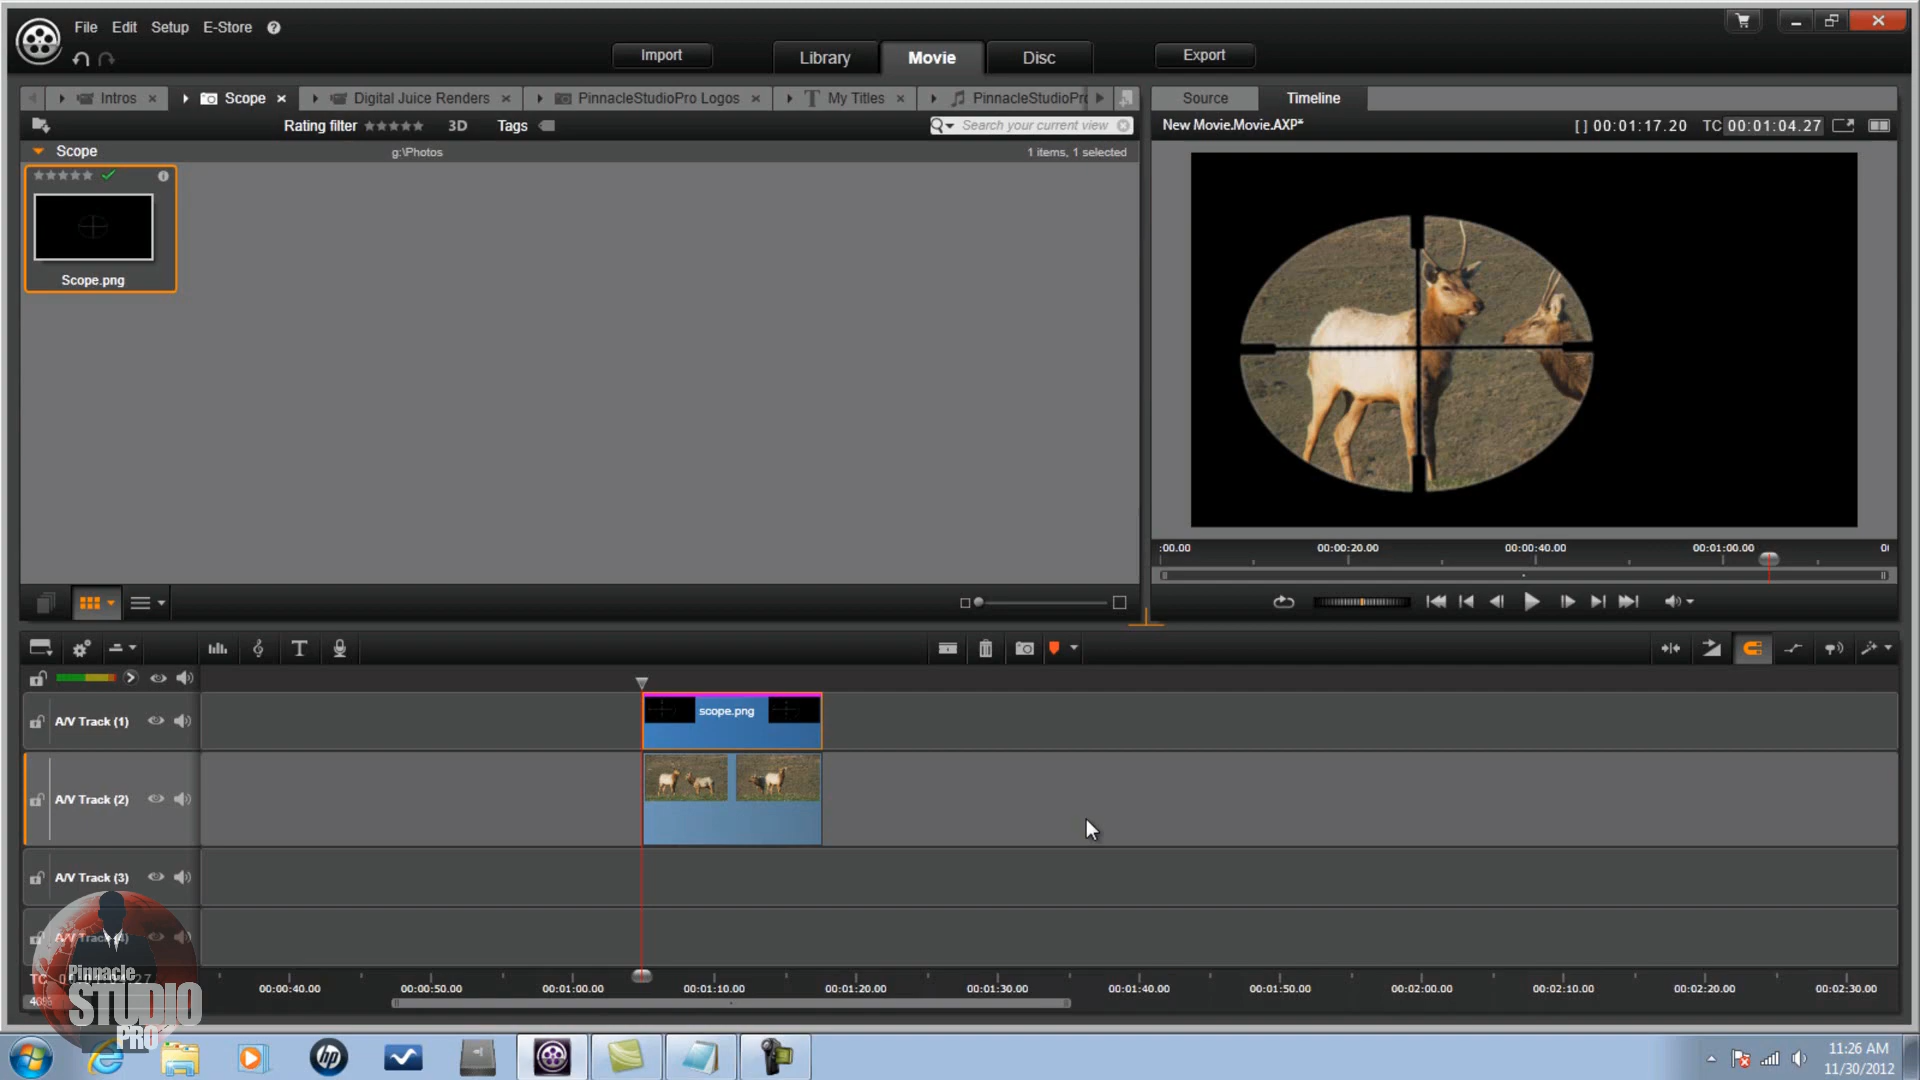 File Edit Setup E-Store ?
Import Library Movie Disc Export
Intros Scope Digital Juice Renders PinnacleStudioPro Logos My Titles PinnacleStudioPr Source Timeline
Rating filter 3D Tags Search your current view New Movie.Movie.AXP* [ ] 00:01:17.20 TC 00:01:04.27
Scope g:\Photos 1 items, 1 selected
Scope.png
:00.00 00:00:20.00 00:00:40.00 00:01:00.00
A/V Track (1) scope.png
A/V Track (2)
A/V Track (3)
A/V Track (4)
00:00:40.00 00:00:50.00 00:01:00.00 00:01:10.00 00:01:20.00 00:01:30.00 00:01:40.00 00:01:50.00 00:02:00.00 00:02:10.00 00:02:20.00 00:02:30.00
Pinnacle
STUDIO
PRO
hp
11:26 AM
11/30/2012